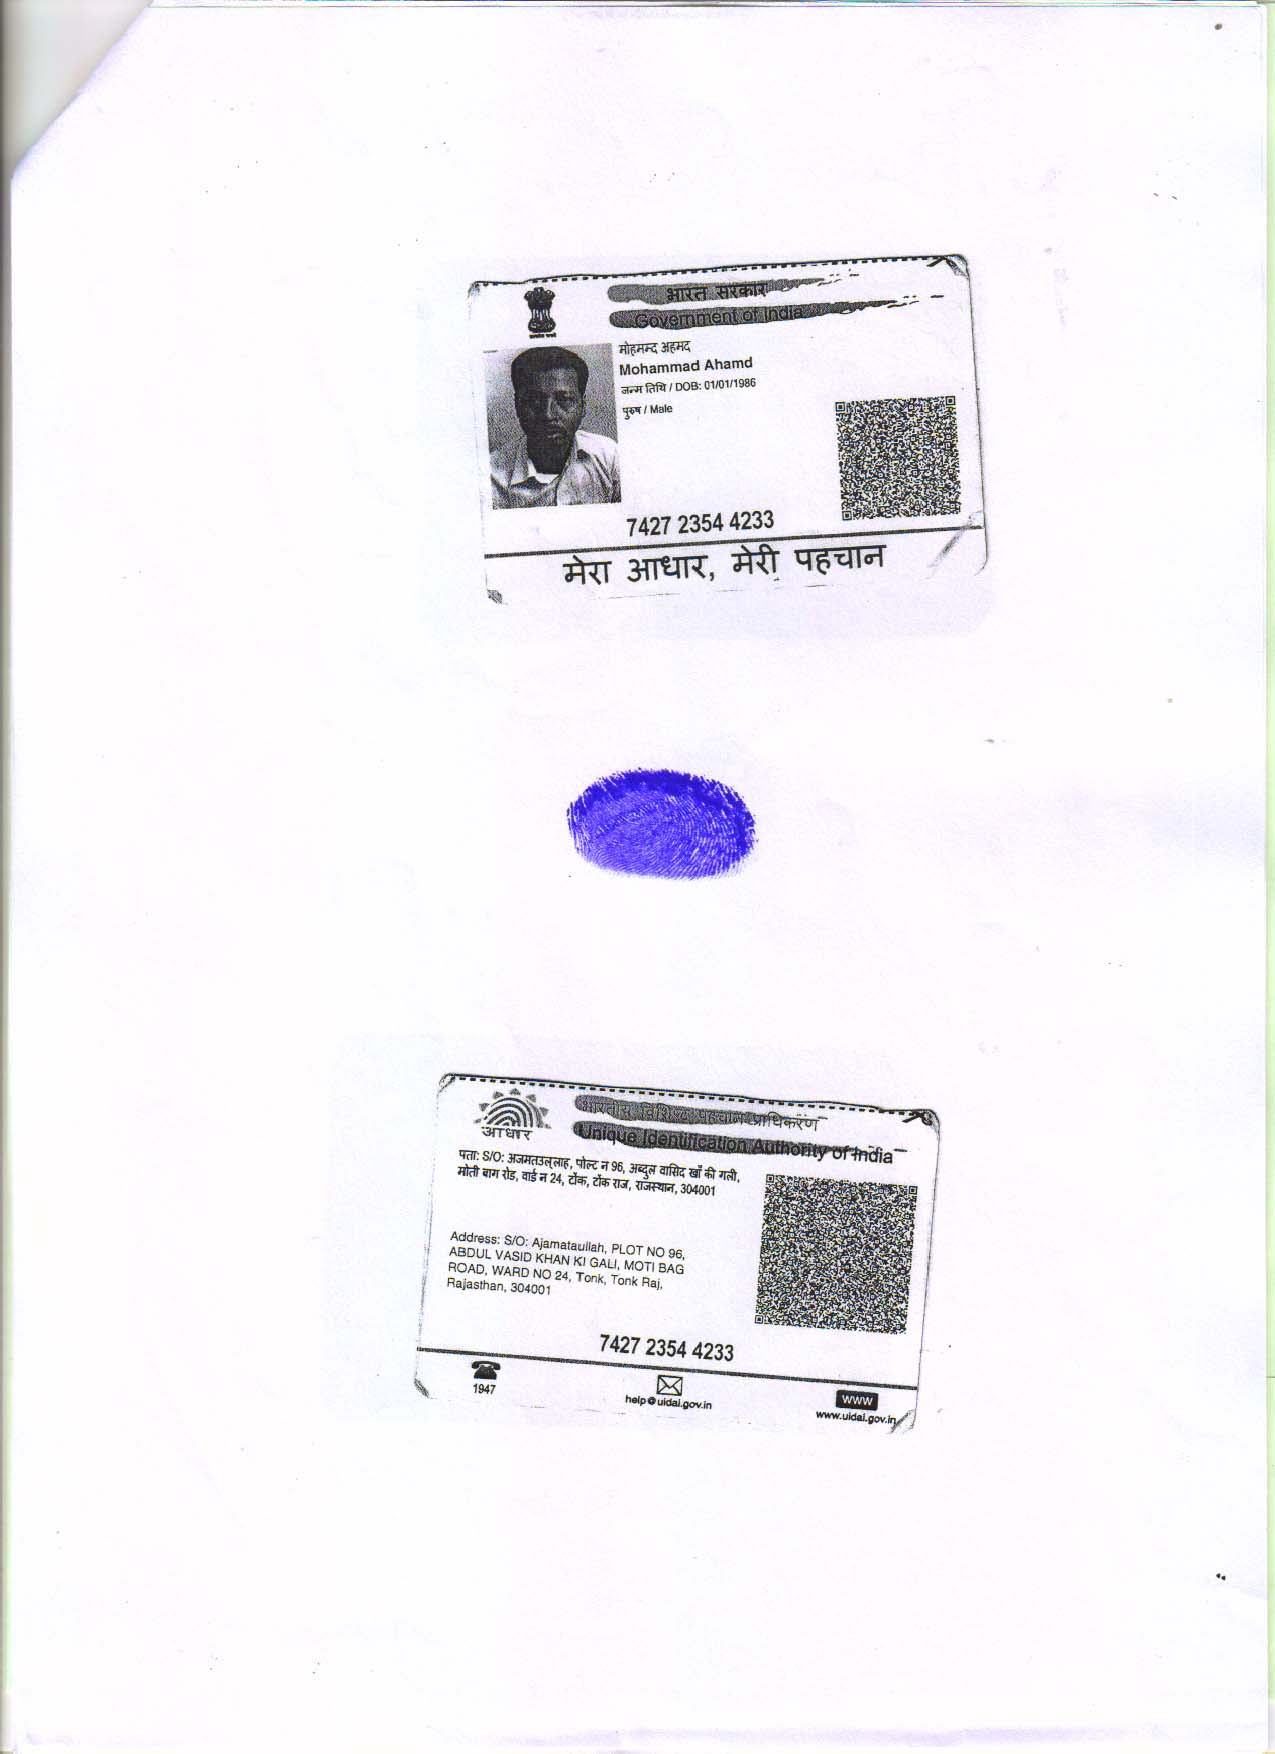 भारत सरकार
Government of India
मोहमम्द अहमद
Mohammad Ahamd
जन्म तिथि / DOB: 01/01/1986
पुरुष / Male
7427 2354 4233
मेरा आधार, मेरी पहचान
भारतीय विशिष्ट पहचान प्राधिकरण
आधार
Unique Identification Authority of India
पता: S/O: अजमतउल्लाह, पोल्ट न 96, अब्दुल वासिद खाँ की गली,
मोती बाग रोड, वार्ड न 24, टोंक, टोंक राज, राजस्थान, 304001
Address: S/O: Ajamataullah, PLOT NO 96,
ABDUL VASID KHAN KI GALI, MOTI BAG
ROAD, WARD NO 24, Tonk, Tonk Raj,
Rajasthan, 304001
7427 2354 4233
1947
help@uidai.gov.in
www
www.uidai.gov.in